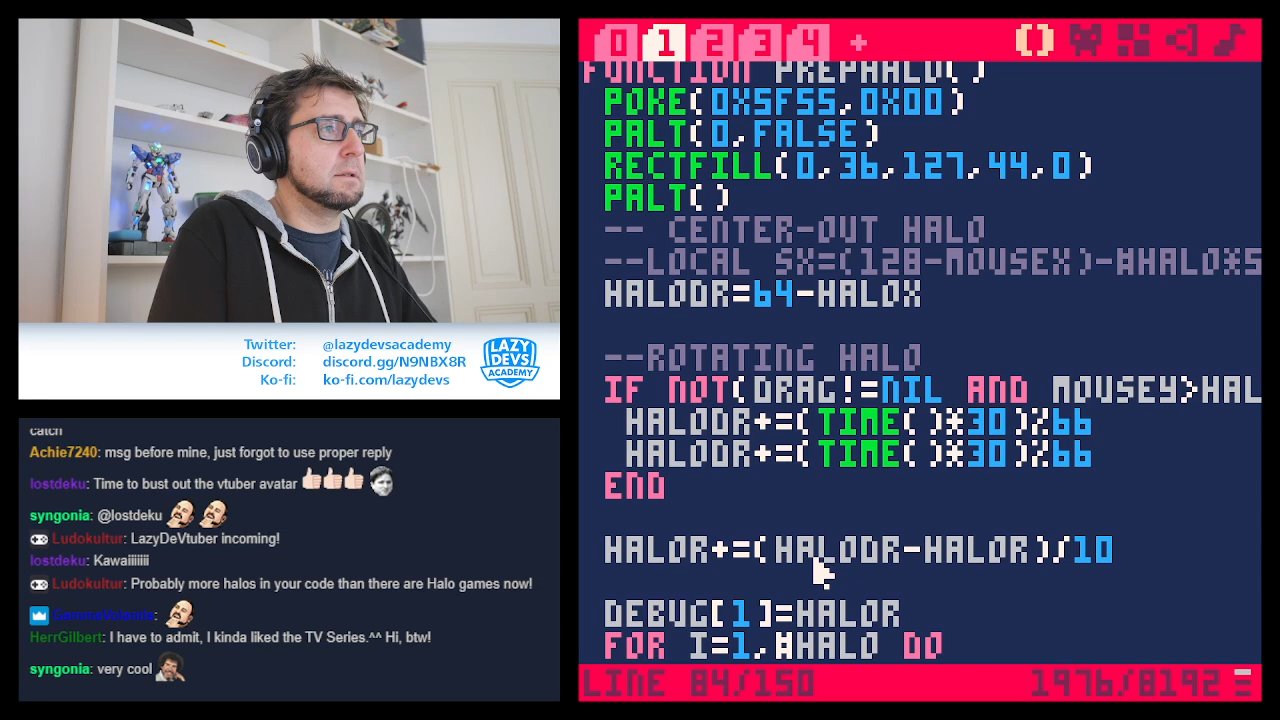 Twitter: @lazydevsacademy
Discord: discord.gg/N9NBX8R
Ko-fi: ko-fi.com/lazydevs
LAZY DEVS ACADEMY
catch
Achie7240: msg before mine, just forgot to use proper reply
lostdeku: Time to bust out the vtuber avatar
syngonia: @lostdeku
Ludokultur: LazyDeVtuber incoming!
lostdeku: Kawaiiiiiii
Ludokultur: Probably more halos in your code than there are Halo games now!
HerrGilbert: I have to admit, I kinda liked the TV Series.^^ Hi, btw!
syngonia: very cool
0 1 2 3 4 +
FUNCTION PREPHALO()
POKE(0X5F55,0X00)
PALT(0,FALSE)
RECTFILL(0,36,127,44,0)
PALT()
-- CENTER-OUT HALO
--LOCAL SX=(128-MOUSEX)-#HALO*5
HALODR=64-HALOX
--ROTATING HALO
IF NOT(DRAG!=NIL AND MOUSEY>HAL
HALODR+=(TIME()*30)%66
HALODR+=(TIME()*30)%66
END
HALOR+=(HALODR-HALOR)/10
DEBUG[1]=HALOR
FOR I=1,#HALO DO
LINE 84/150
1976/8192